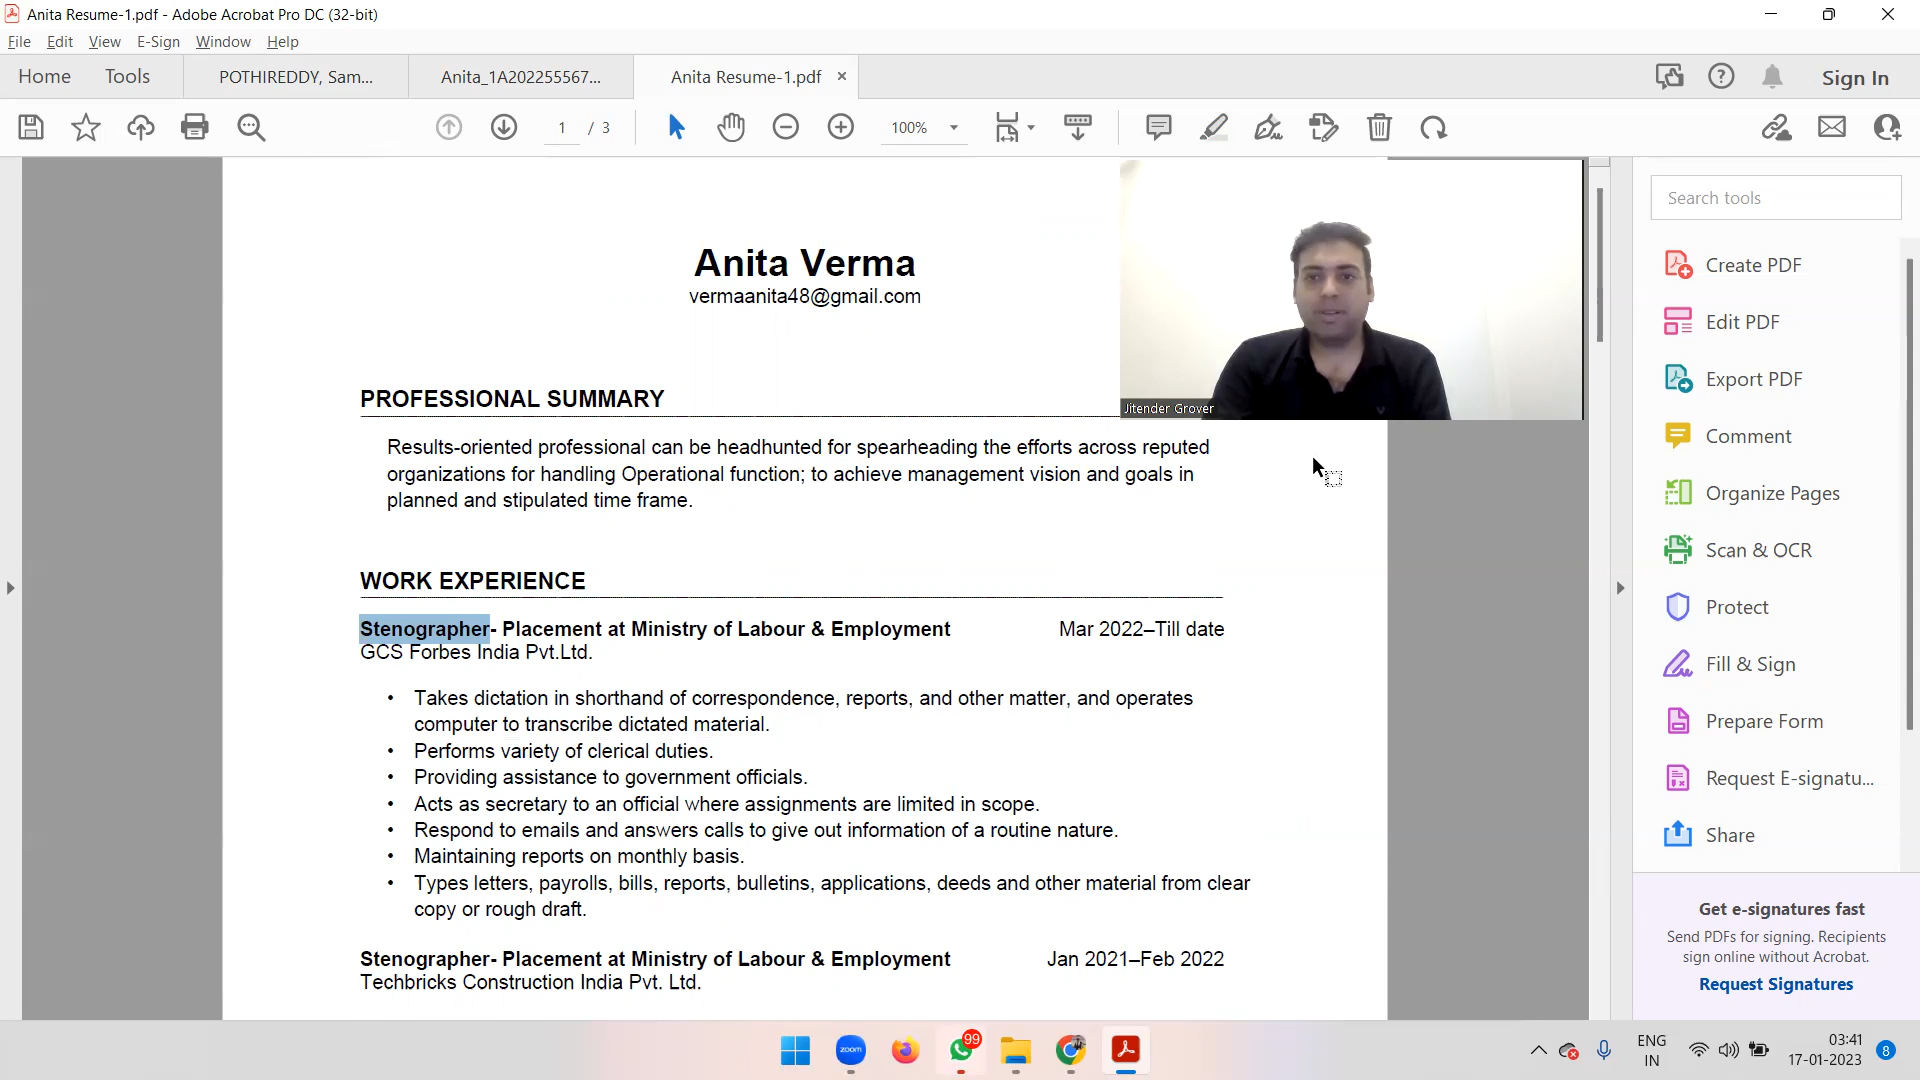 Anita Resume-1.pdf - Adobe Acrobat Pro DC (32-bit)
File Edit View E-Sign Window Help
Home Tools POTHIREDDY, Sam... Anita_1A202255567... Anita Resume-1.pdf × Sign In
1 / 3 100%
Search tools
Anita Verma
vermaanita48@gmail.com
Jitender Grover
PROFESSIONAL SUMMARY
Results-oriented professional can be headhunted for spearheading the efforts across reputed
organizations for handling Operational function; to achieve management vision and goals in
planned and stipulated time frame.
WORK EXPERIENCE
Stenographer- Placement at Ministry of Labour & Employment Mar 2022–Till date
GCS Forbes India Pvt.Ltd.
• Takes dictation in shorthand of correspondence, reports, and other matter, and operates
computer to transcribe dictated material.
• Performs variety of clerical duties.
• Providing assistance to government officials.
• Acts as secretary to an official where assignments are limited in scope.
• Respond to emails and answers calls to give out information of a routine nature.
• Maintaining reports on monthly basis.
• Types letters, payrolls, bills, reports, bulletins, applications, deeds and other material from clear
copy or rough draft.
Stenographer- Placement at Ministry of Labour & Employment Jan 2021–Feb 2022
Techbricks Construction India Pvt. Ltd.
Create PDF
Edit PDF
Export PDF
Comment
Organize Pages
Scan & OCR
Protect
Fill & Sign
Prepare Form
Request E-signatu...
Share
Get e-signatures fast
Send PDFs for signing. Recipients
sign online without Acrobat.
Request Signatures
zoom
99
ENG
IN
03:41
17-01-2023
8